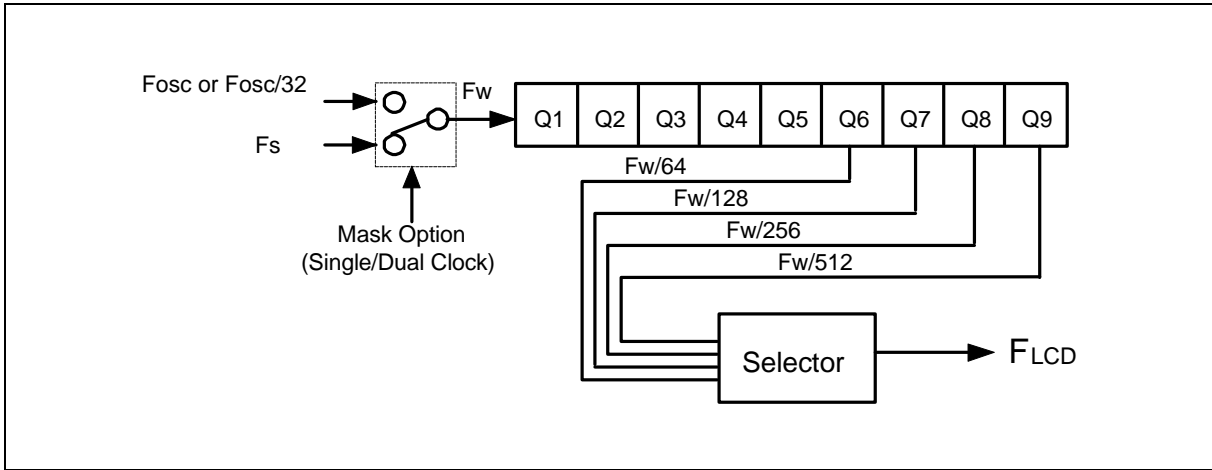 Fosc or Fosc/32
Fw
Fs
Q1 Q2 Q3 Q4 Q5 Q6 Q7 Q8 Q9
Fw/64
Fw/128
Mask Option
(Single/Dual Clock)
Fw/256
Fw/512
Selector
FLCD